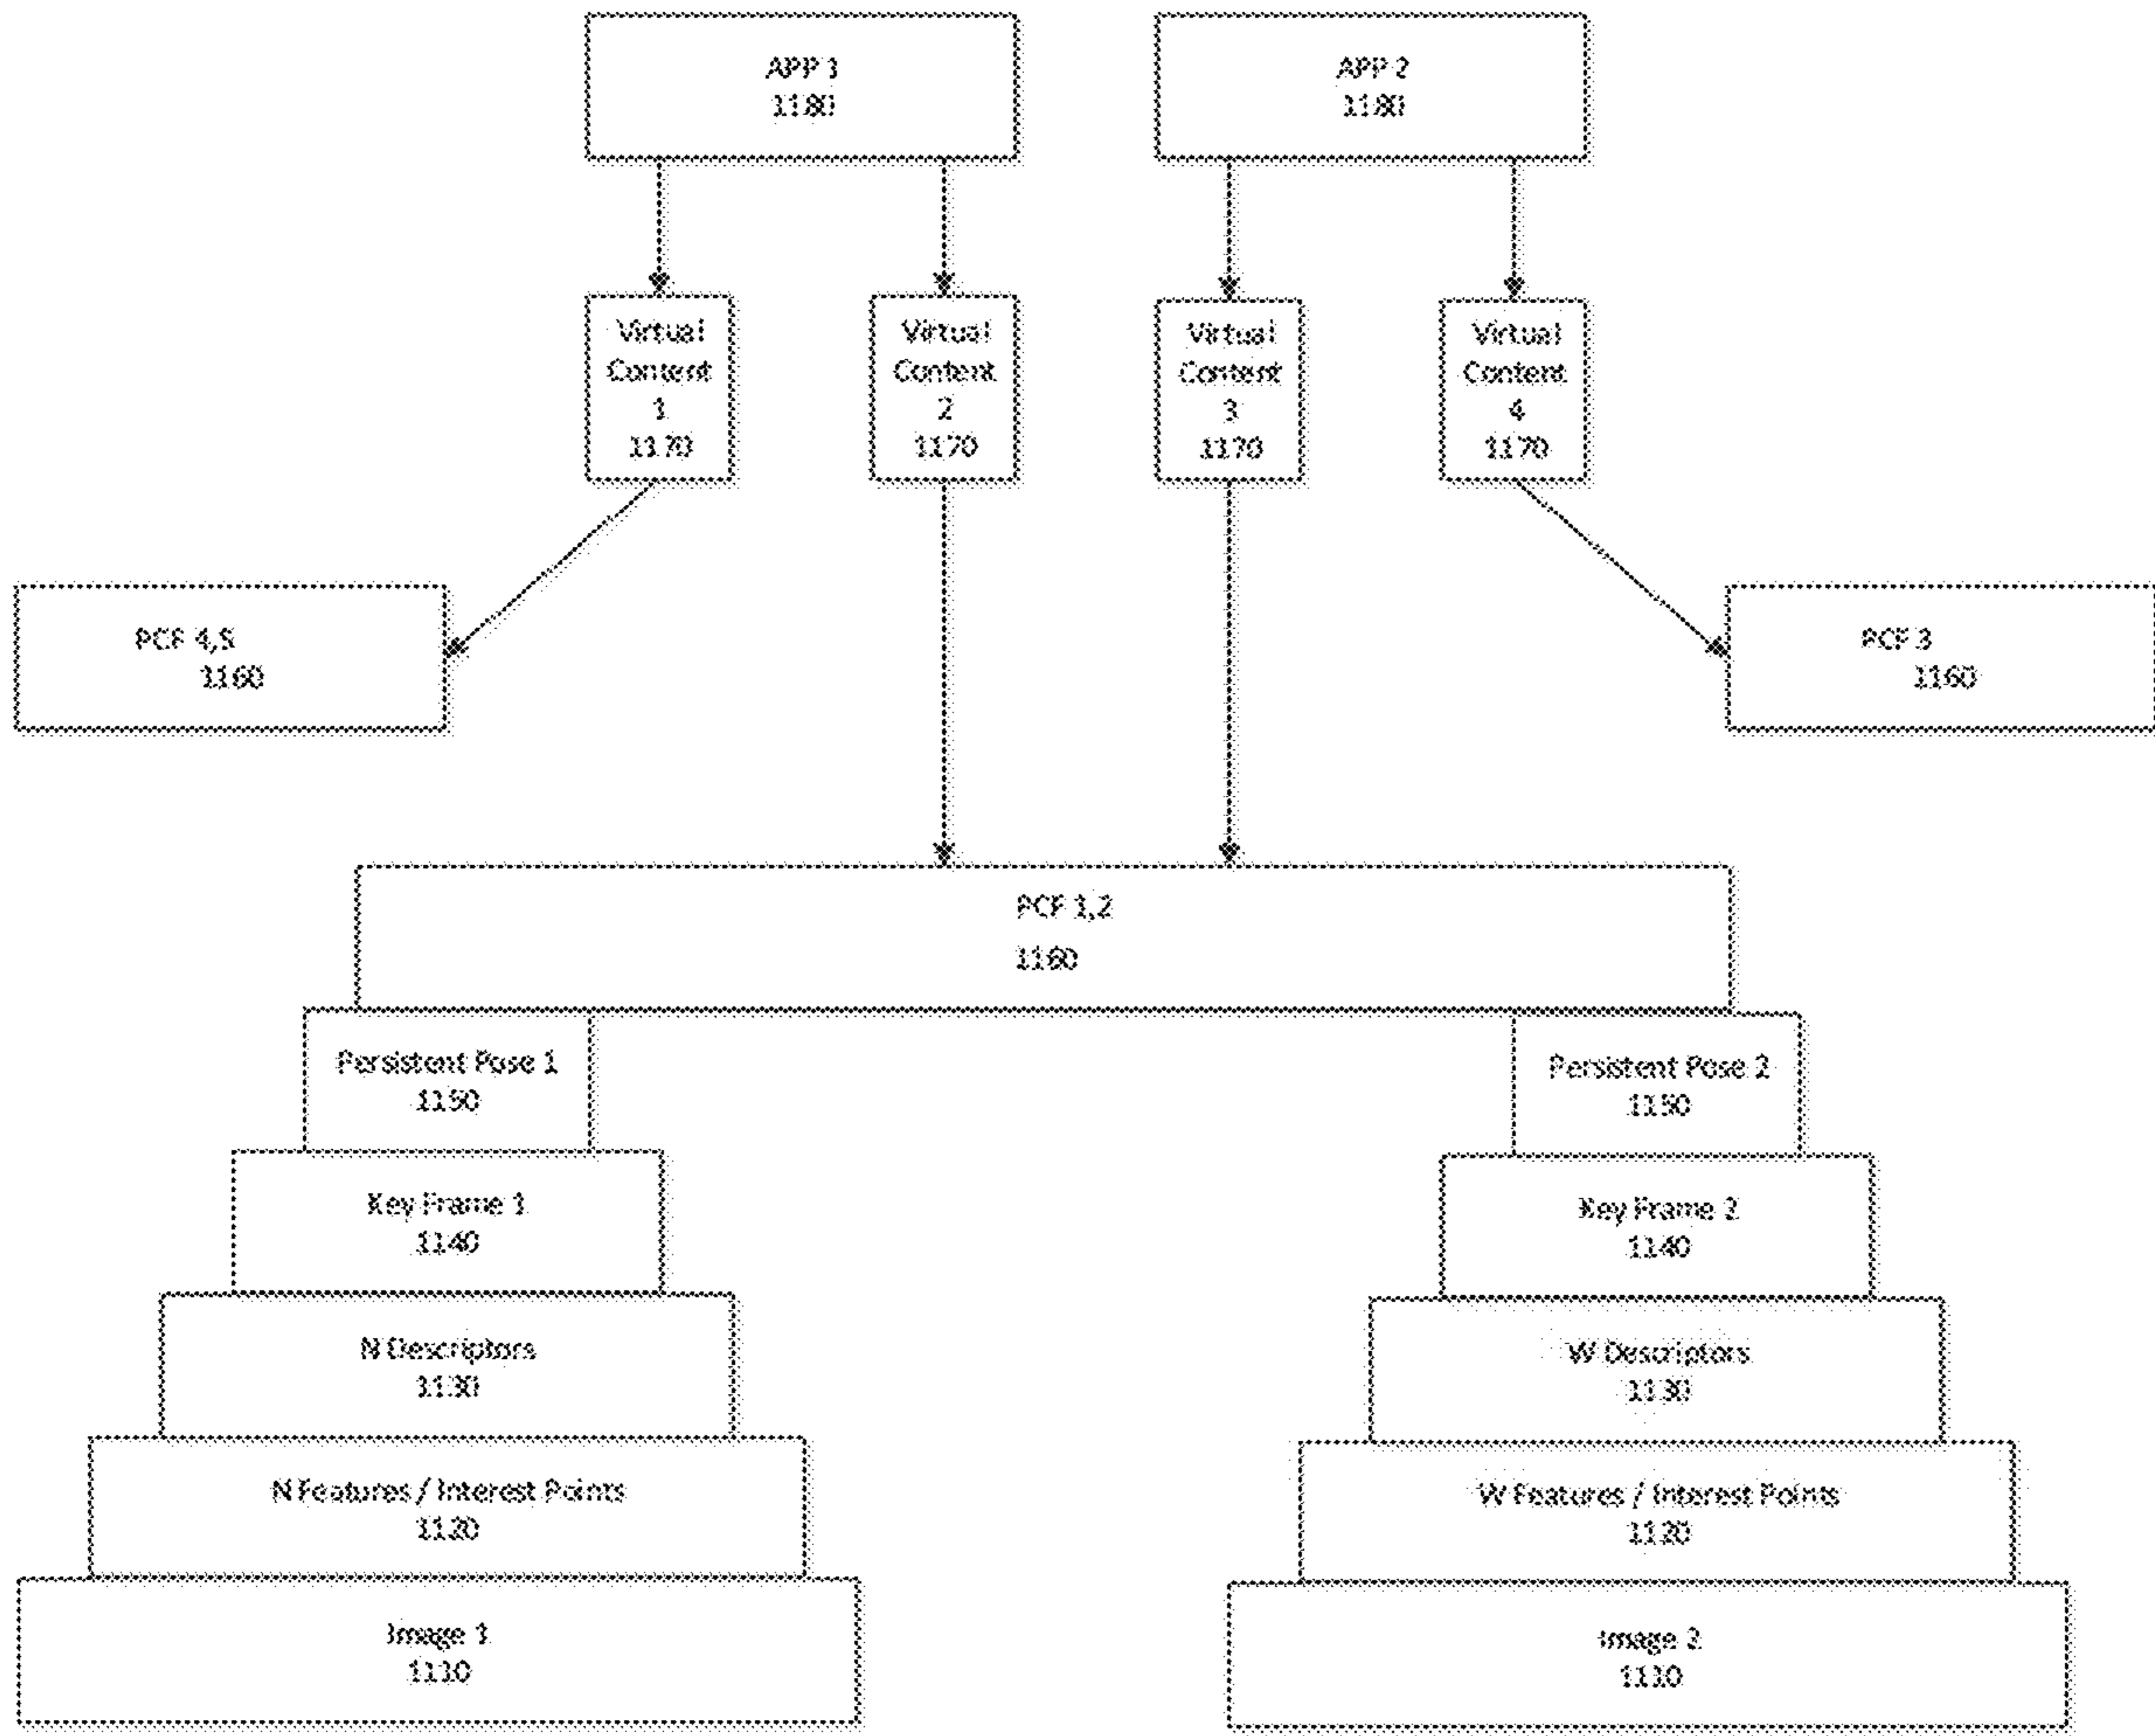 APP 1
1180
APP 2
1180
Virtual
Content
1
1170
Virtual
Content
2
1170
Virtual
Content
3
1170
Virtual
Content
4
1170
PCF 4,5
1160
PCF 3
1160
PCF 1,2
1160
Persistent Pose 1
1150
Persistent Pose 2
1150
Key Frame 1
1140
Key Frame 2
1140
N Descriptors
1130
W Descriptors
1130
N Features / Interest Points
1120
W Features / Interest Points
1120
Image 1
1110
Image 2
1110